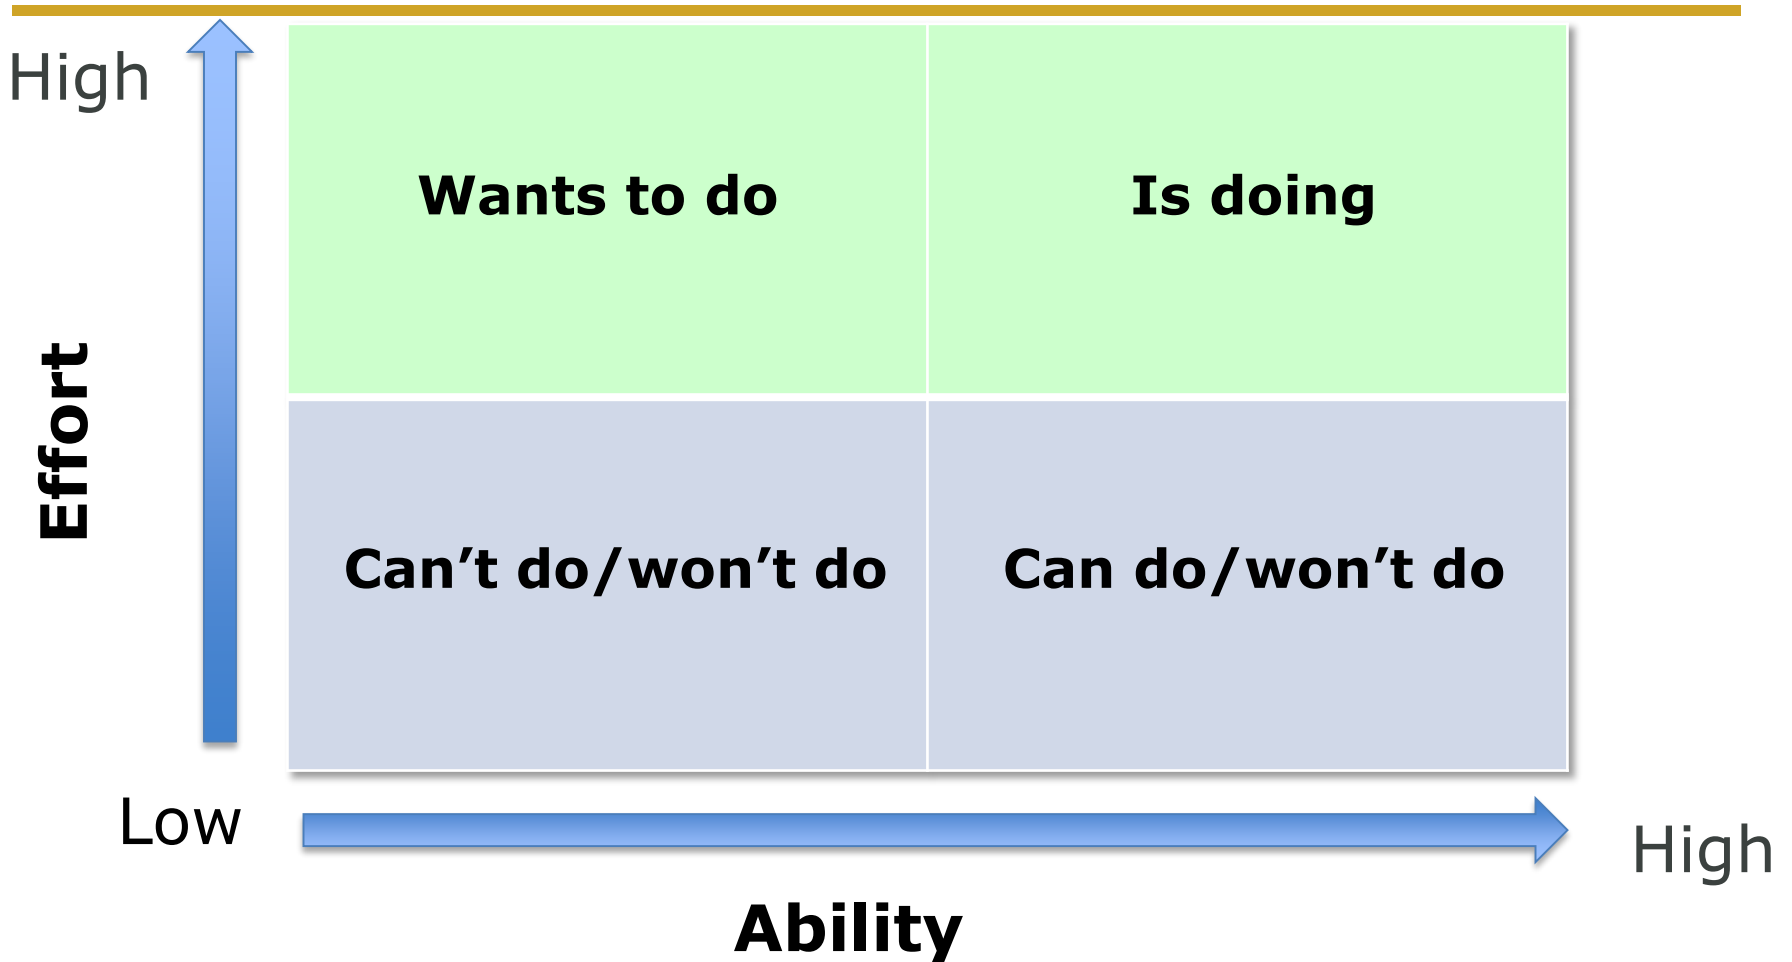 High
Wants to do
Is doing
Effort
Can’t do/won’t do
Can do/won’t do
Low
High
Ability